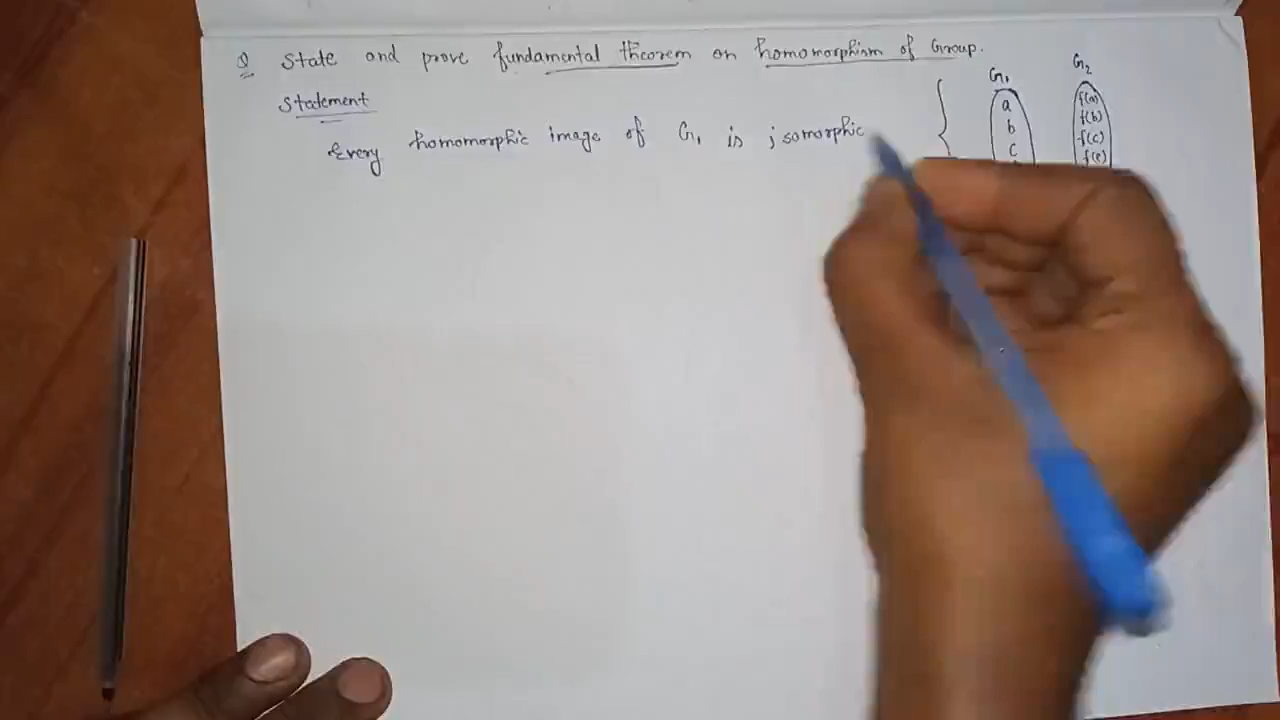 Q State and prove fundamental theorem on homomorphism of Group.
Statement
Every homomorphic image of G₁ is isomorphic
G₁ G₂
a f(a)
b f(b)
c f(c)
f(e)